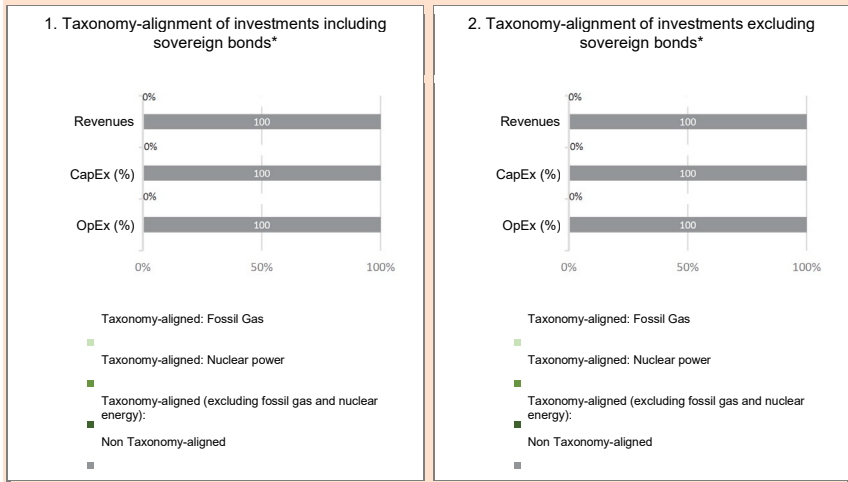 1. Taxonomy-alignment of investments including
sovereign bonds*
0%
Revenues
100
0%
CapEx (%)
100
0%
OpEx (%)
100
0%
50%
100%
Taxonomy-aligned: Fossil Gas
Taxonomy-aligned: Nuclear power
Taxonomy-aligned (excluding fossil gas and nuclear
energy):
Non Taxonomy-aligned
2. Taxonomy-alignment of investments excluding
sovereign bonds*
0%
Revenues
100
0%
CapEx (%)
100
0%
OpEx (%)
100
0%
50%
100%
Taxonomy-aligned: Fossil Gas
Taxonomy-aligned: Nuclear power
Taxonomy-aligned (excluding fossil gas and nuclear
energy):
Non Taxonomy-aligned